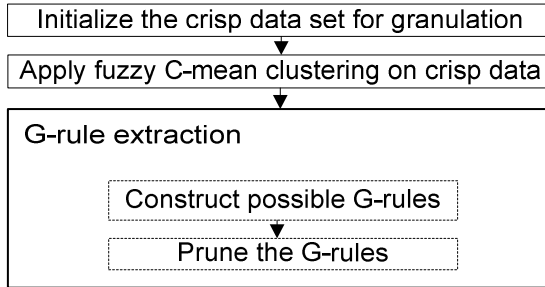 Initialize the crisp data set for granulation
Apply fuzzy C-mean clustering on crisp data
G-rule extraction
Construct possible G-rules
Prune the G-rules